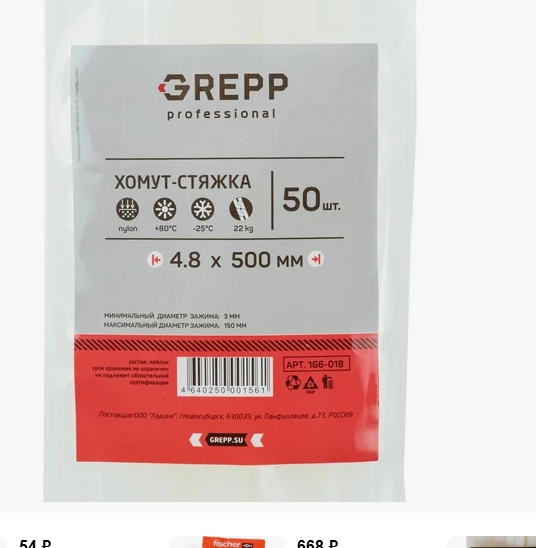 GREPP
professional
ХОМУТ-СТЯЖКА
50 шт.
nylon +80°C -25°C 22 kg
4.8 x 500 мм
МИНИМАЛЬНЫЙ ДИАМЕТР ЗАЖИМА: 3 ММ
МАКСИМАЛЬНЫЙ ДИАМЕТР ЗАЖИМА: 150 ММ
состав: нейлон
срок хранения не ограничен
не подлежит обязательной
сертификации
4 640250 001561
АРТ. 166-018
Поставщик:ООО "Ладина", г.Новосибирск, 630039, ул. Панфиловцев, д.73, РОССИЯ
GREPP.SU
54 ₽
fischer
668 ₽